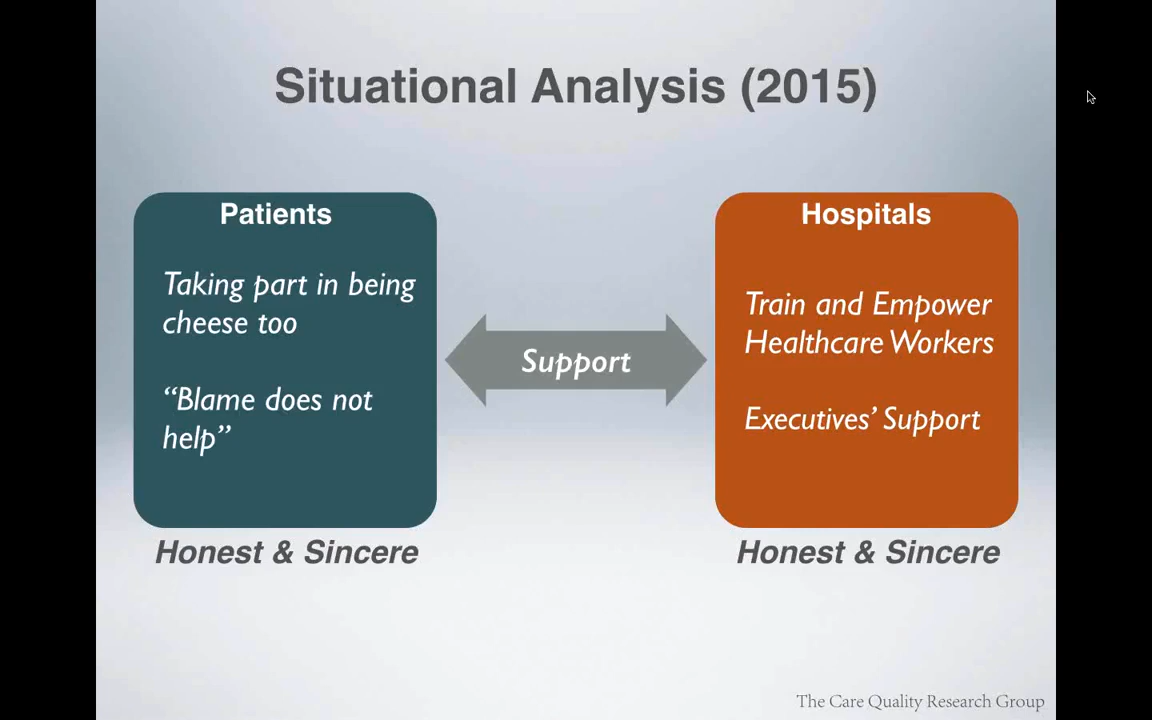 Situational Analysis (2015)
Patients
Taking part in being
cheese too
“Blame does not
help”
Honest & Sincere
Support
Hospitals
Train and Empower
Healthcare Workers
Executives’ Support
Honest & Sincere
The Care Quality Research Group